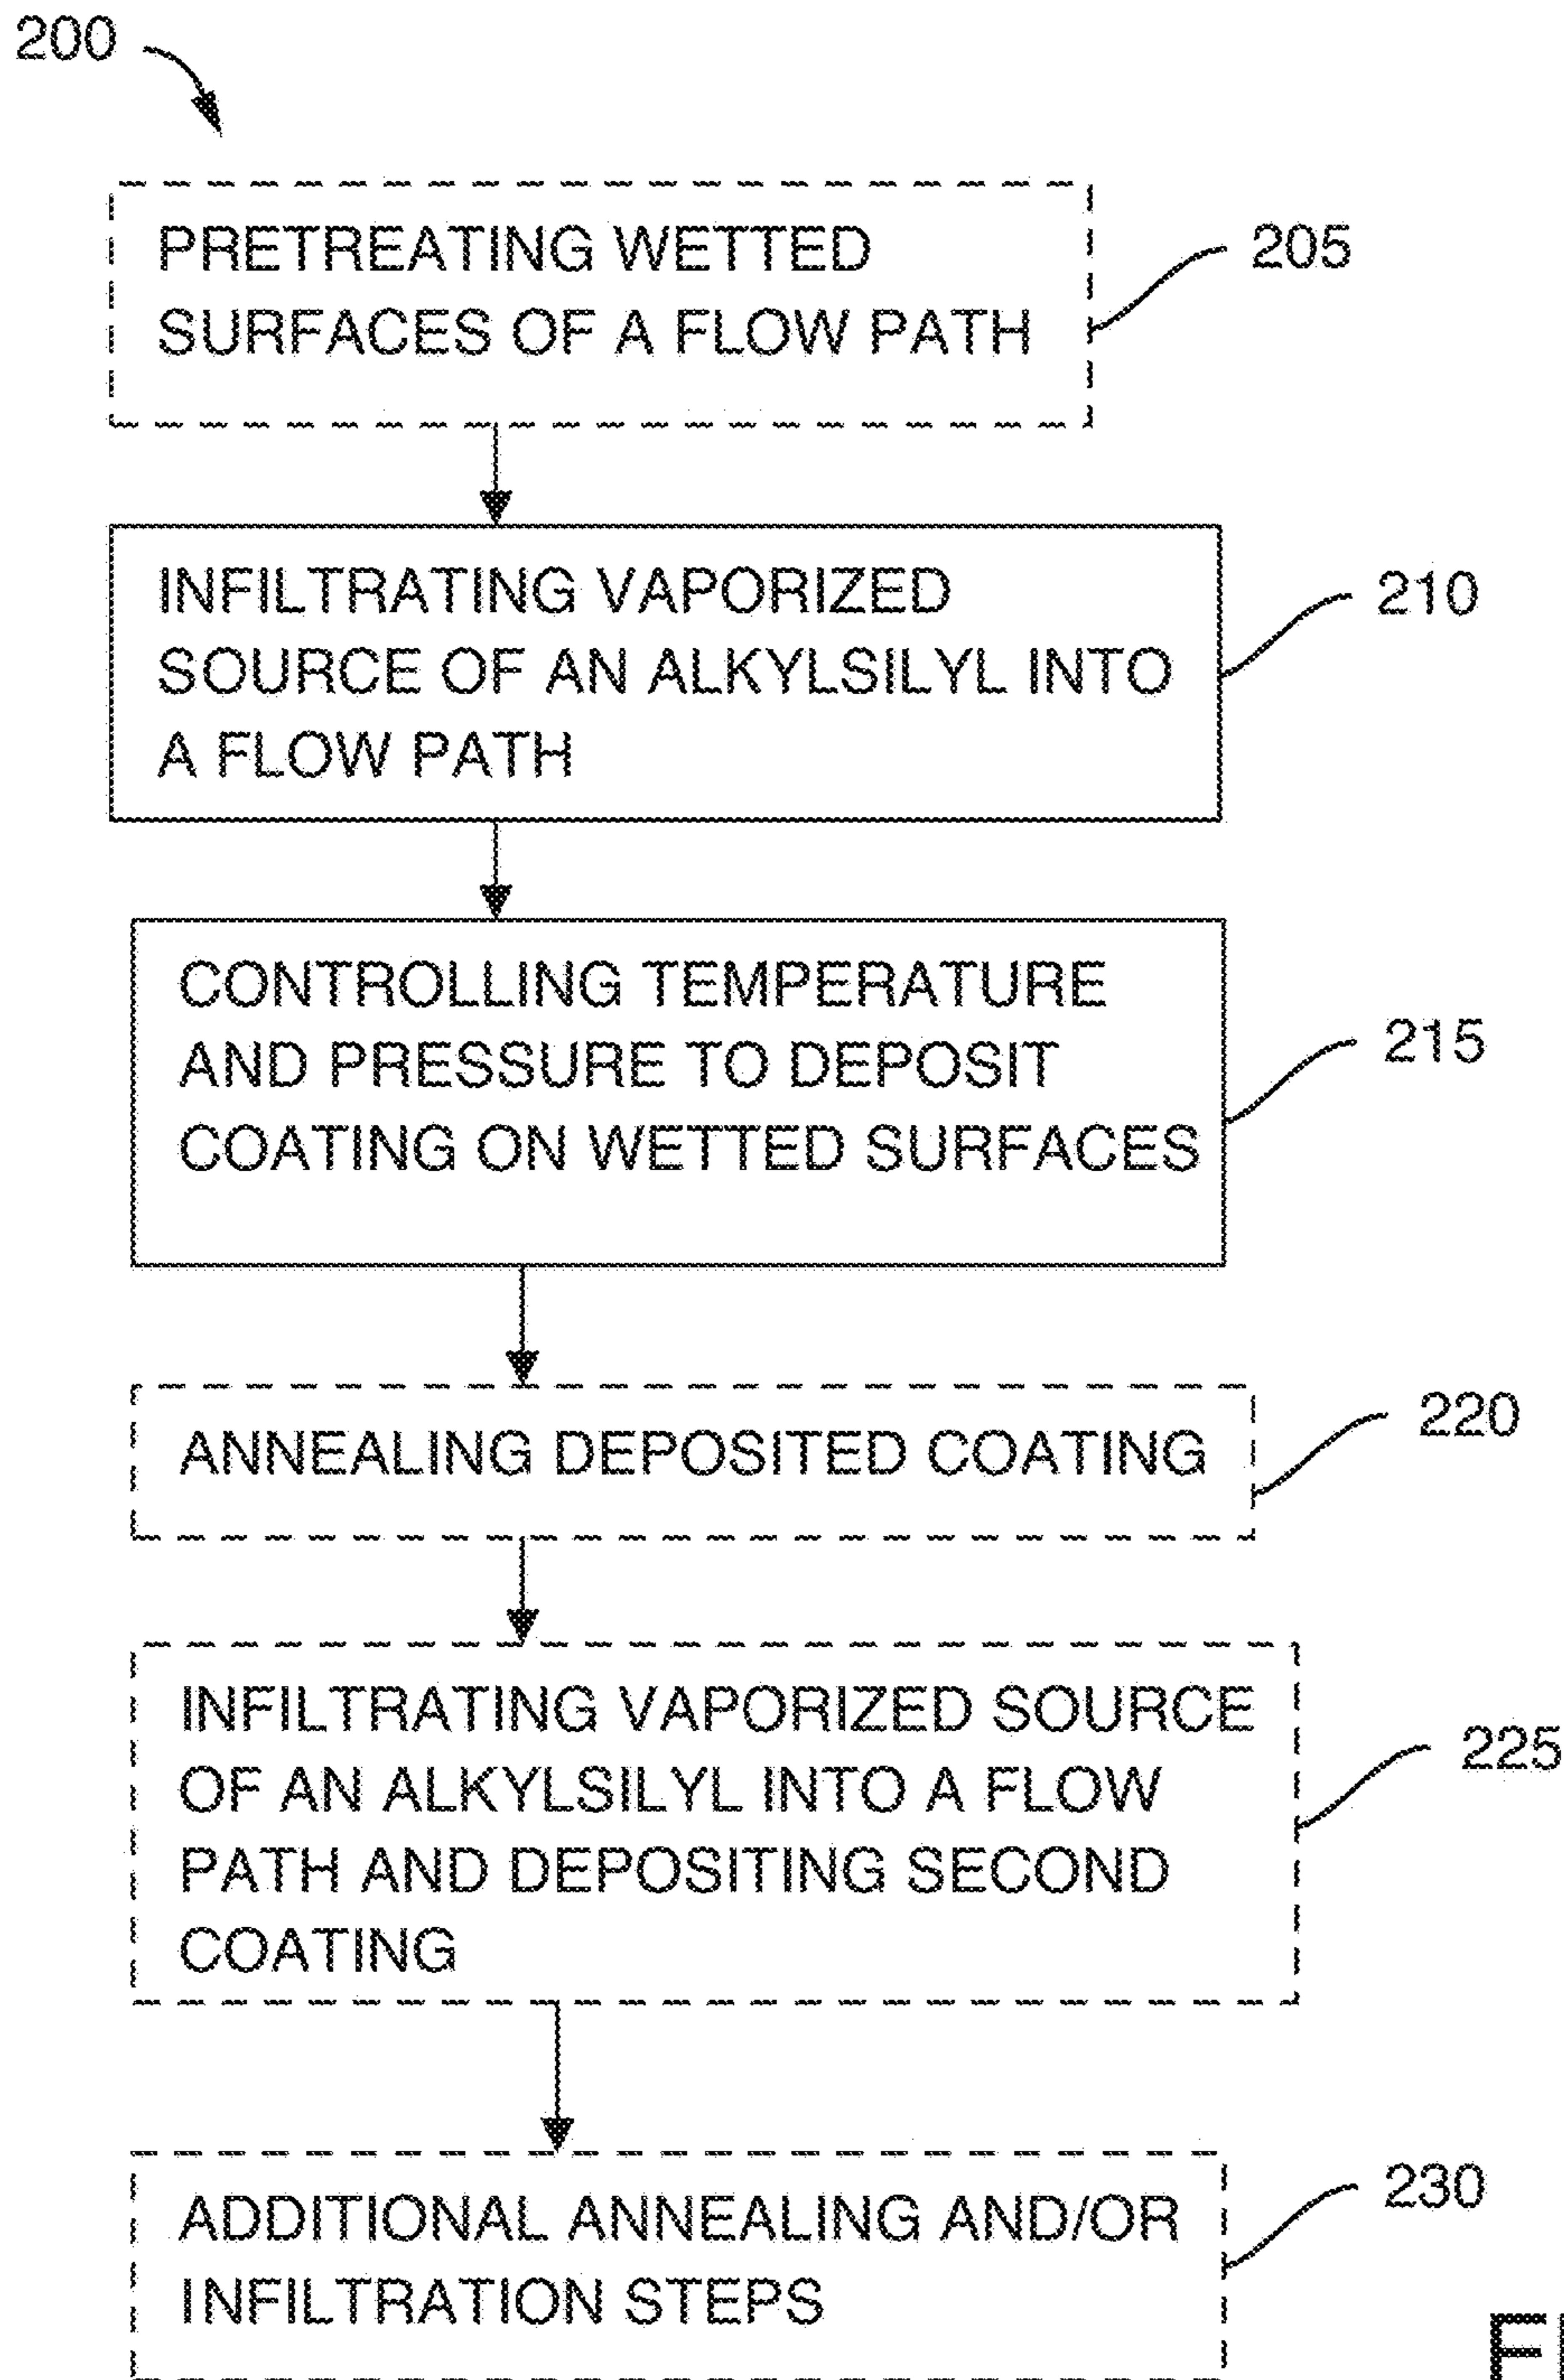 200
PRETREATING WETTED
SURFACES OF A FLOW PATH
205
INFILTRATING VAPORIZED
SOURCE OF AN ALKYLSILYL INTO
A FLOW PATH
210
CONTROLLING TEMPERATURE
AND PRESSURE TO DEPOSIT
COATING ON WETTED SURFACES
215
ANNEALING DEPOSITED COATING
220
INFILTRATING VAPORIZED SOURCE
OF AN ALKYLSILYL INTO A FLOW
PATH AND DEPOSITING SECOND
COATING
225
ADDITIONAL ANNEALING AND/OR
INFILTRATION STEPS
230